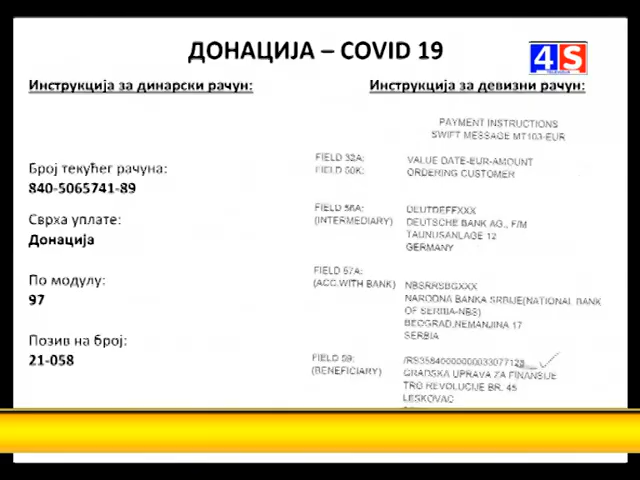 ДОНАЦИЈА – COVID 19
4S
Инструкција за динарски рачун:
Број текућег рачуна:
840-5065741-89
Сврха уплате:
Донација
По модулу:
97
Позив на број:
21-058
Инструкција за девизни рачун:
PAYMENT INSTRUCTIONS
SWIFT MESSAGE MT103-EUR
FIELD 32A: VALUE DATE-EUR-AMOUNT
FIELD 50K: ORDERING CUSTOMER
FIELD 56A: DEUTDEFFXXX
(INTERMEDIARY) DEUTSCHE BANK AG., F/M
TAUNUSANLAGE 12
GERMANY
FIELD 57A:
(ACC.WITH BANK) NBSRRSBGXXX
NARODNA BANKA SRBIJE(NATIONAL BANK
OF SERBIA-NBS)
BEOGRAD,NEMANJINA 17
SERBIA
FIELD 59:
(BENEFICIARY) GRADSKA UPRAVA ZA FINANSIJE
TRG REVOLUCIJE BR. 45
LESKOVAC